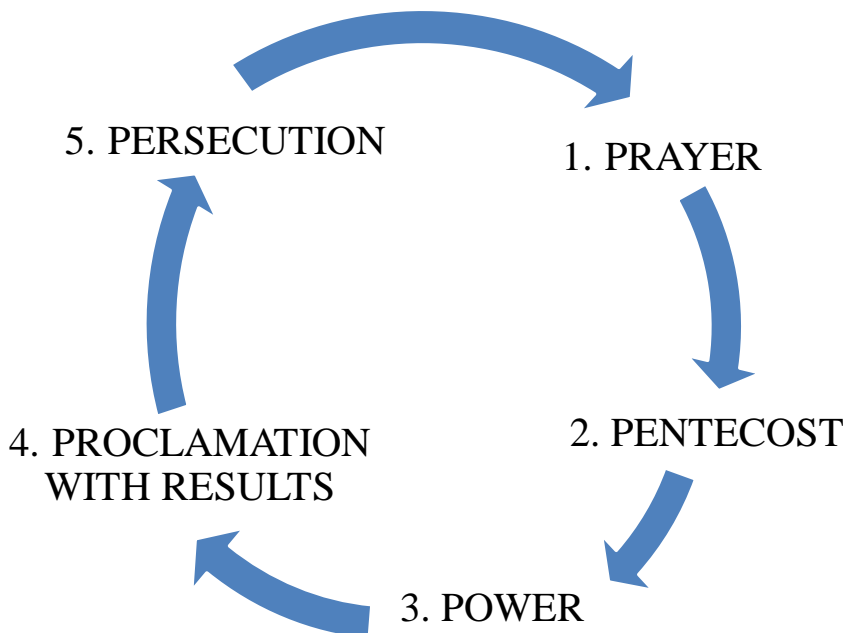 1. PRAYER
2. PENTECOST
3. POWER
4. PROCLAMATION
WITH RESULTS
5. PERSECUTION